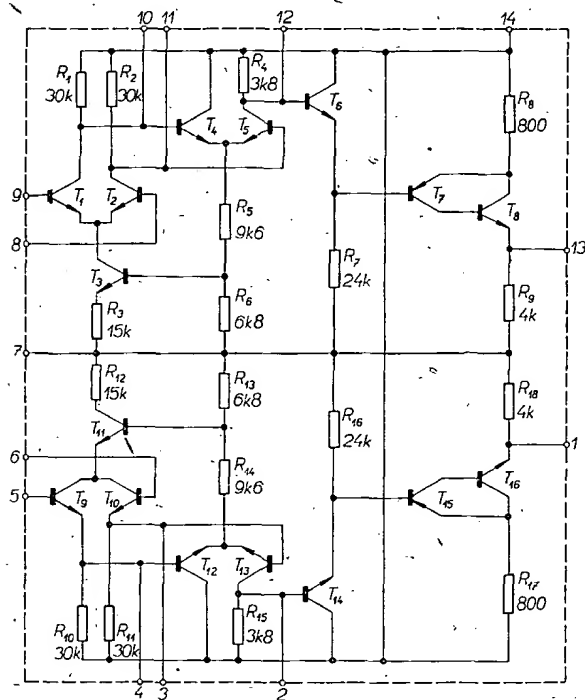 10 11 12 14
R1 30k
R2 30k
R4 3k8
T4 T5 T6
R8 800
9 T1 T2
T7 T8
8
R5 9k6
13
T3
R3 15k
R6 6k8
R7 24k
R9 4k
7
R12 15k
R13 6k8
R16 24k
R18 4k
T11
6
1
R14 9k6
5 T9 T10
T15 T16
T12 T13
T14
R10 30k
R11 30k
R15 3k8
R17 800
4 3 2